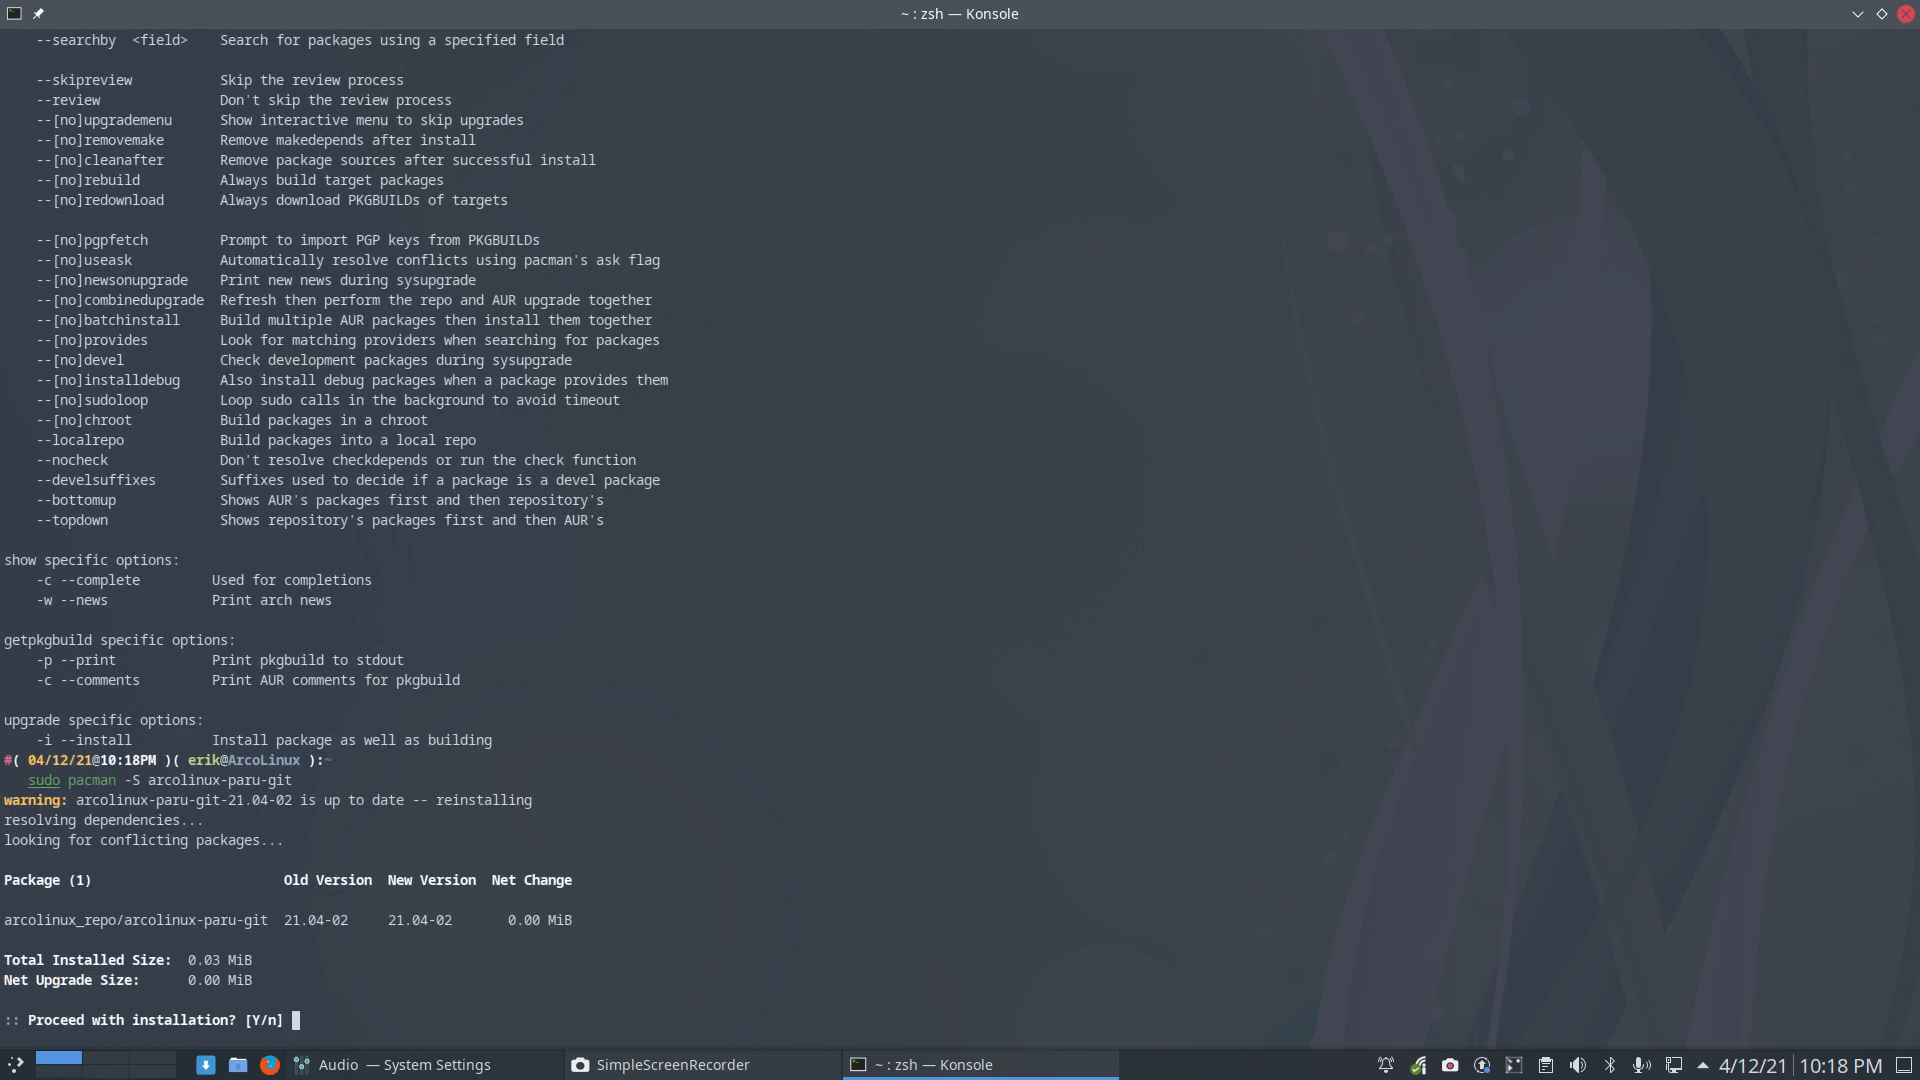 ~ : zsh — Konsole
--searchby  <field>    Search for packages using a specified field
--skipreview           Skip the review process
--review               Don't skip the review process
--[no]upgrademenu      Show interactive menu to skip upgrades
--[no]removemake       Remove makedepends after install
--[no]cleanafter       Remove package sources after successful install
--[no]rebuild          Always build target packages
--[no]redownload       Always download PKGBUILDs of targets
--[no]pgpfetch         Prompt to import PGP keys from PKGBUILDs
--[no]useask           Automatically resolve conflicts using pacman's ask flag
--[no]newsonupgrade    Print new news during sysupgrade
--[no]combinedupgrade  Refresh then perform the repo and AUR upgrade together
--[no]batchinstall     Build multiple AUR packages then install them together
--[no]provides         Look for matching providers when searching for packages
--[no]devel            Check development packages during sysupgrade
--[no]installdebug     Also install debug packages when a package provides them
--[no]sudoloop         Loop sudo calls in the background to avoid timeout
--[no]chroot           Build packages in a chroot
--localrepo            Build packages into a local repo
--nocheck              Don't resolve checkdepends or run the check function
--develsuffixes        Suffixes used to decide if a package is a devel package
--bottomup             Shows AUR's packages first and then repository's
--topdown              Shows repository's packages first and then AUR's
show specific options:
-c --complete         Used for completions
-w --news             Print arch news
getpkgbuild specific options:
-p --print            Print pkgbuild to stdout
-c --comments         Print AUR comments for pkgbuild
upgrade specific options:
-i --install          Install package as well as building
#( 04/12/21@10:18PM )( erik@ArcoLinux ):~
sudo pacman -S arcolinux-paru-git
warning: arcolinux-paru-git-21.04-02 is up to date -- reinstalling
resolving dependencies...
looking for conflicting packages...
Package (1)                        Old Version  New Version  Net Change
arcolinux_repo/arcolinux-paru-git  21.04-02     21.04-02       0.00 MiB
Total Installed Size:  0.03 MiB
Net Upgrade Size:      0.00 MiB
:: Proceed with installation? [Y/n]
Audio — System Settings
SimpleScreenRecorder
~ : zsh — Konsole
4/12/21 10:18 PM